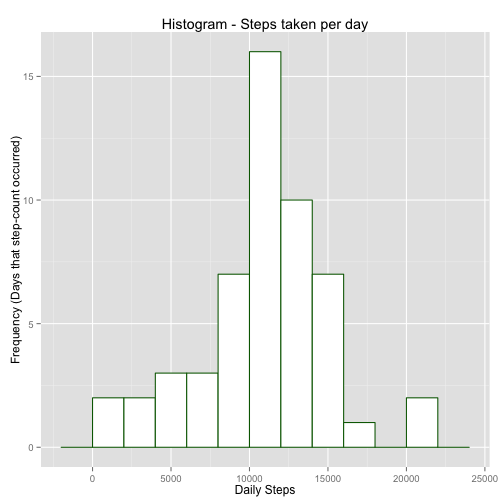 Histogram - Steps taken per day
Frequency (Days that step-count occurred)
15
10
5
0
0 5000 10000 15000 20000 25000
Daily Steps